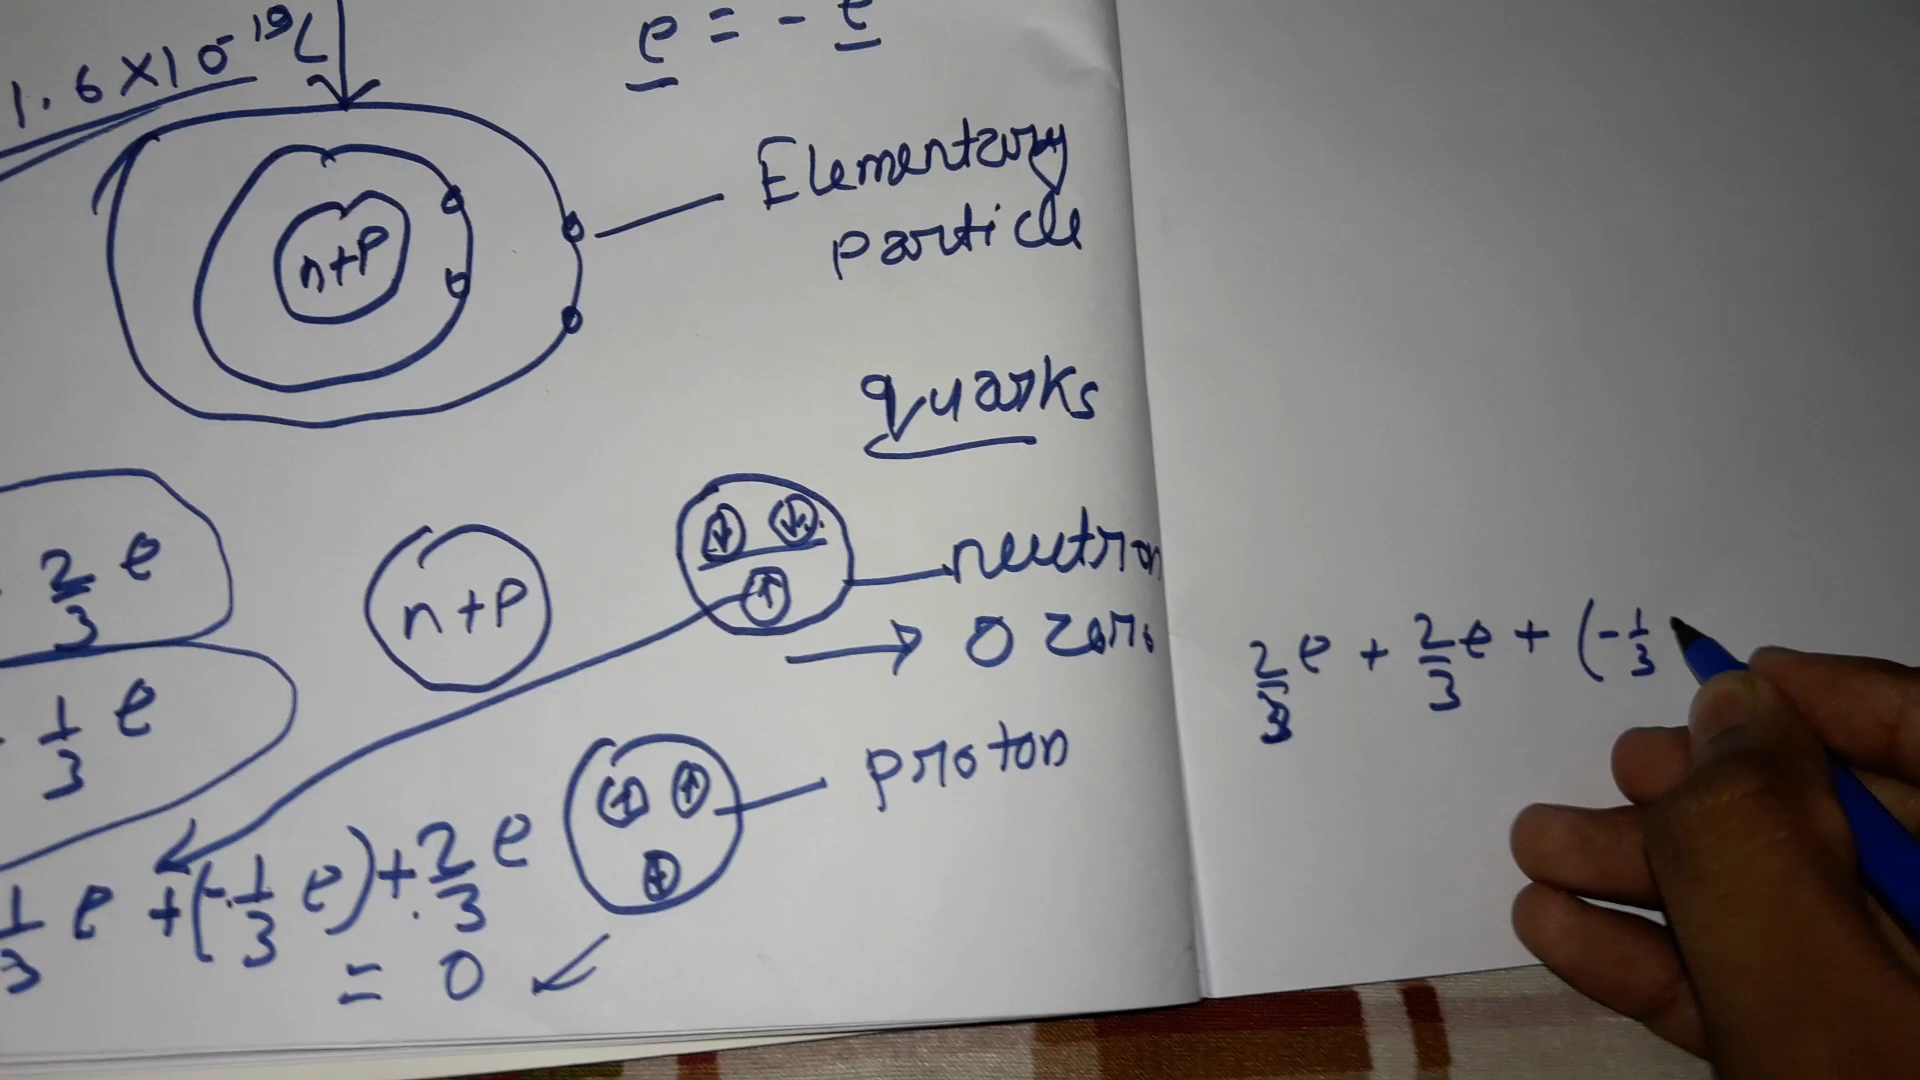 1.6×10⁻¹⁹C
e = - e
n+P
Elementary
particle
quarks
2/3 e
n+P
neutron
→ 0 zero
- 1/3 e
proton
1/3 e + (-1/3 e) + 2/3 e
= 0 ✓
2/3 e + 2/3 e + (-1/3